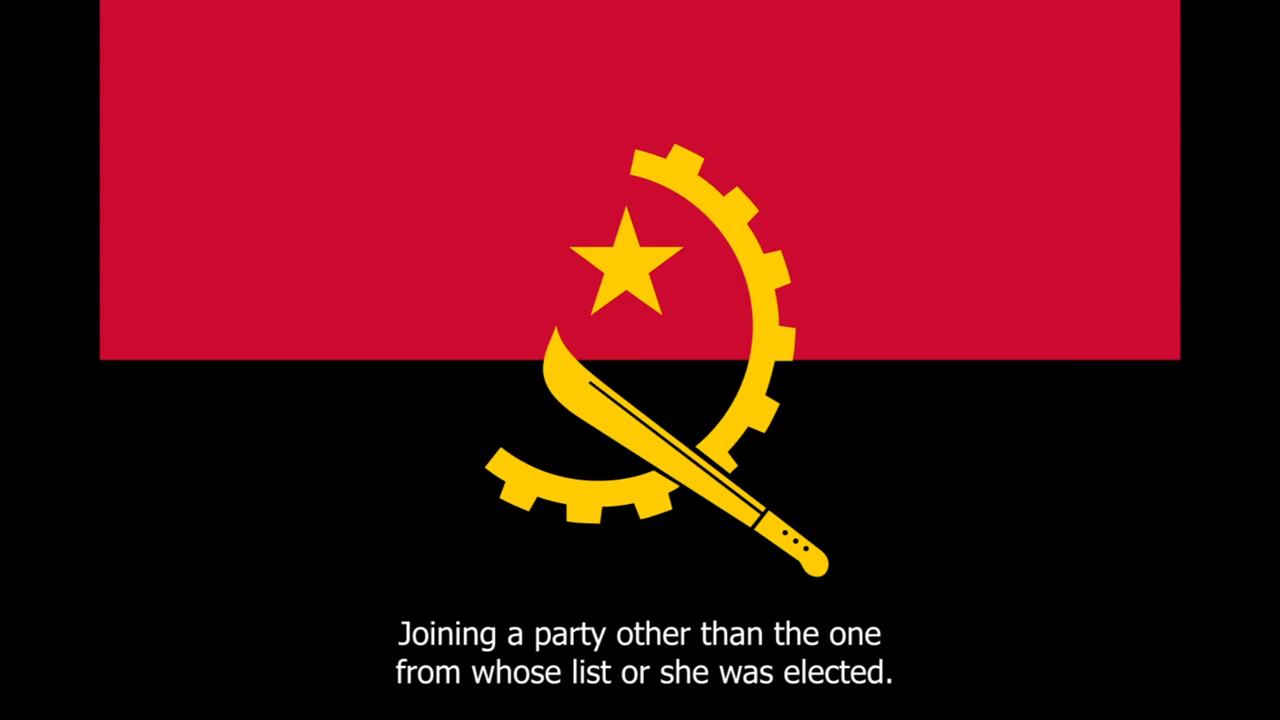 Joining a party other than the one
from whose list or she was elected.